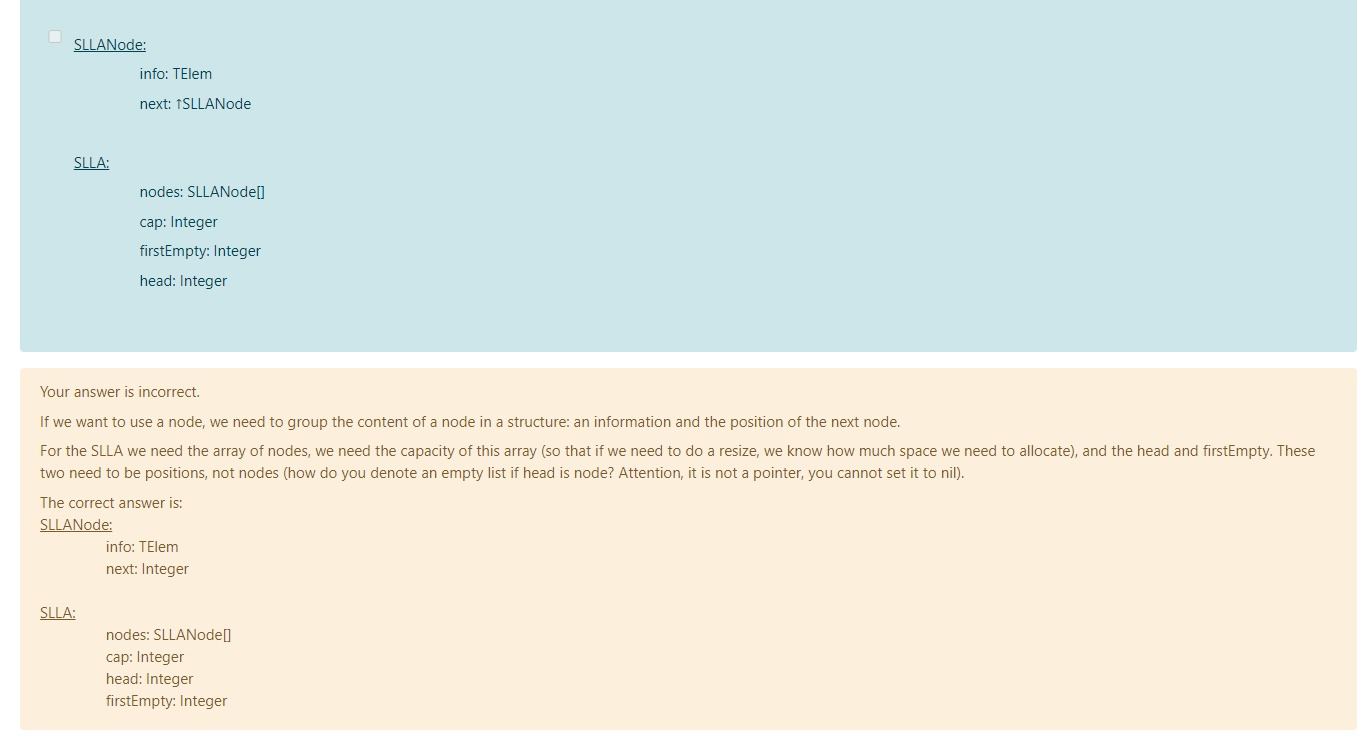 SLLANode:
info: TElem
next: ↑SLLANode
SLLA:
nodes: SLLANode[]
cap: Integer
firstEmpty: Integer
head: Integer
Your answer is incorrect.
If we want to use a node, we need to group the content of a node in a structure: an information and the position of the next node.
For the SLLA we need the array of nodes, we need the capacity of this array (so that if we need to do a resize, we know how much space we need to allocate), and the head and firstEmpty. These
two need to be positions, not nodes (how do you denote an empty list if head is node? Attention, it is not a pointer, you cannot set it to nil).
The correct answer is:
SLLANode:
info: TElem
next: Integer
SLLA:
nodes: SLLANode[]
cap: Integer
head: Integer
firstEmpty: Integer